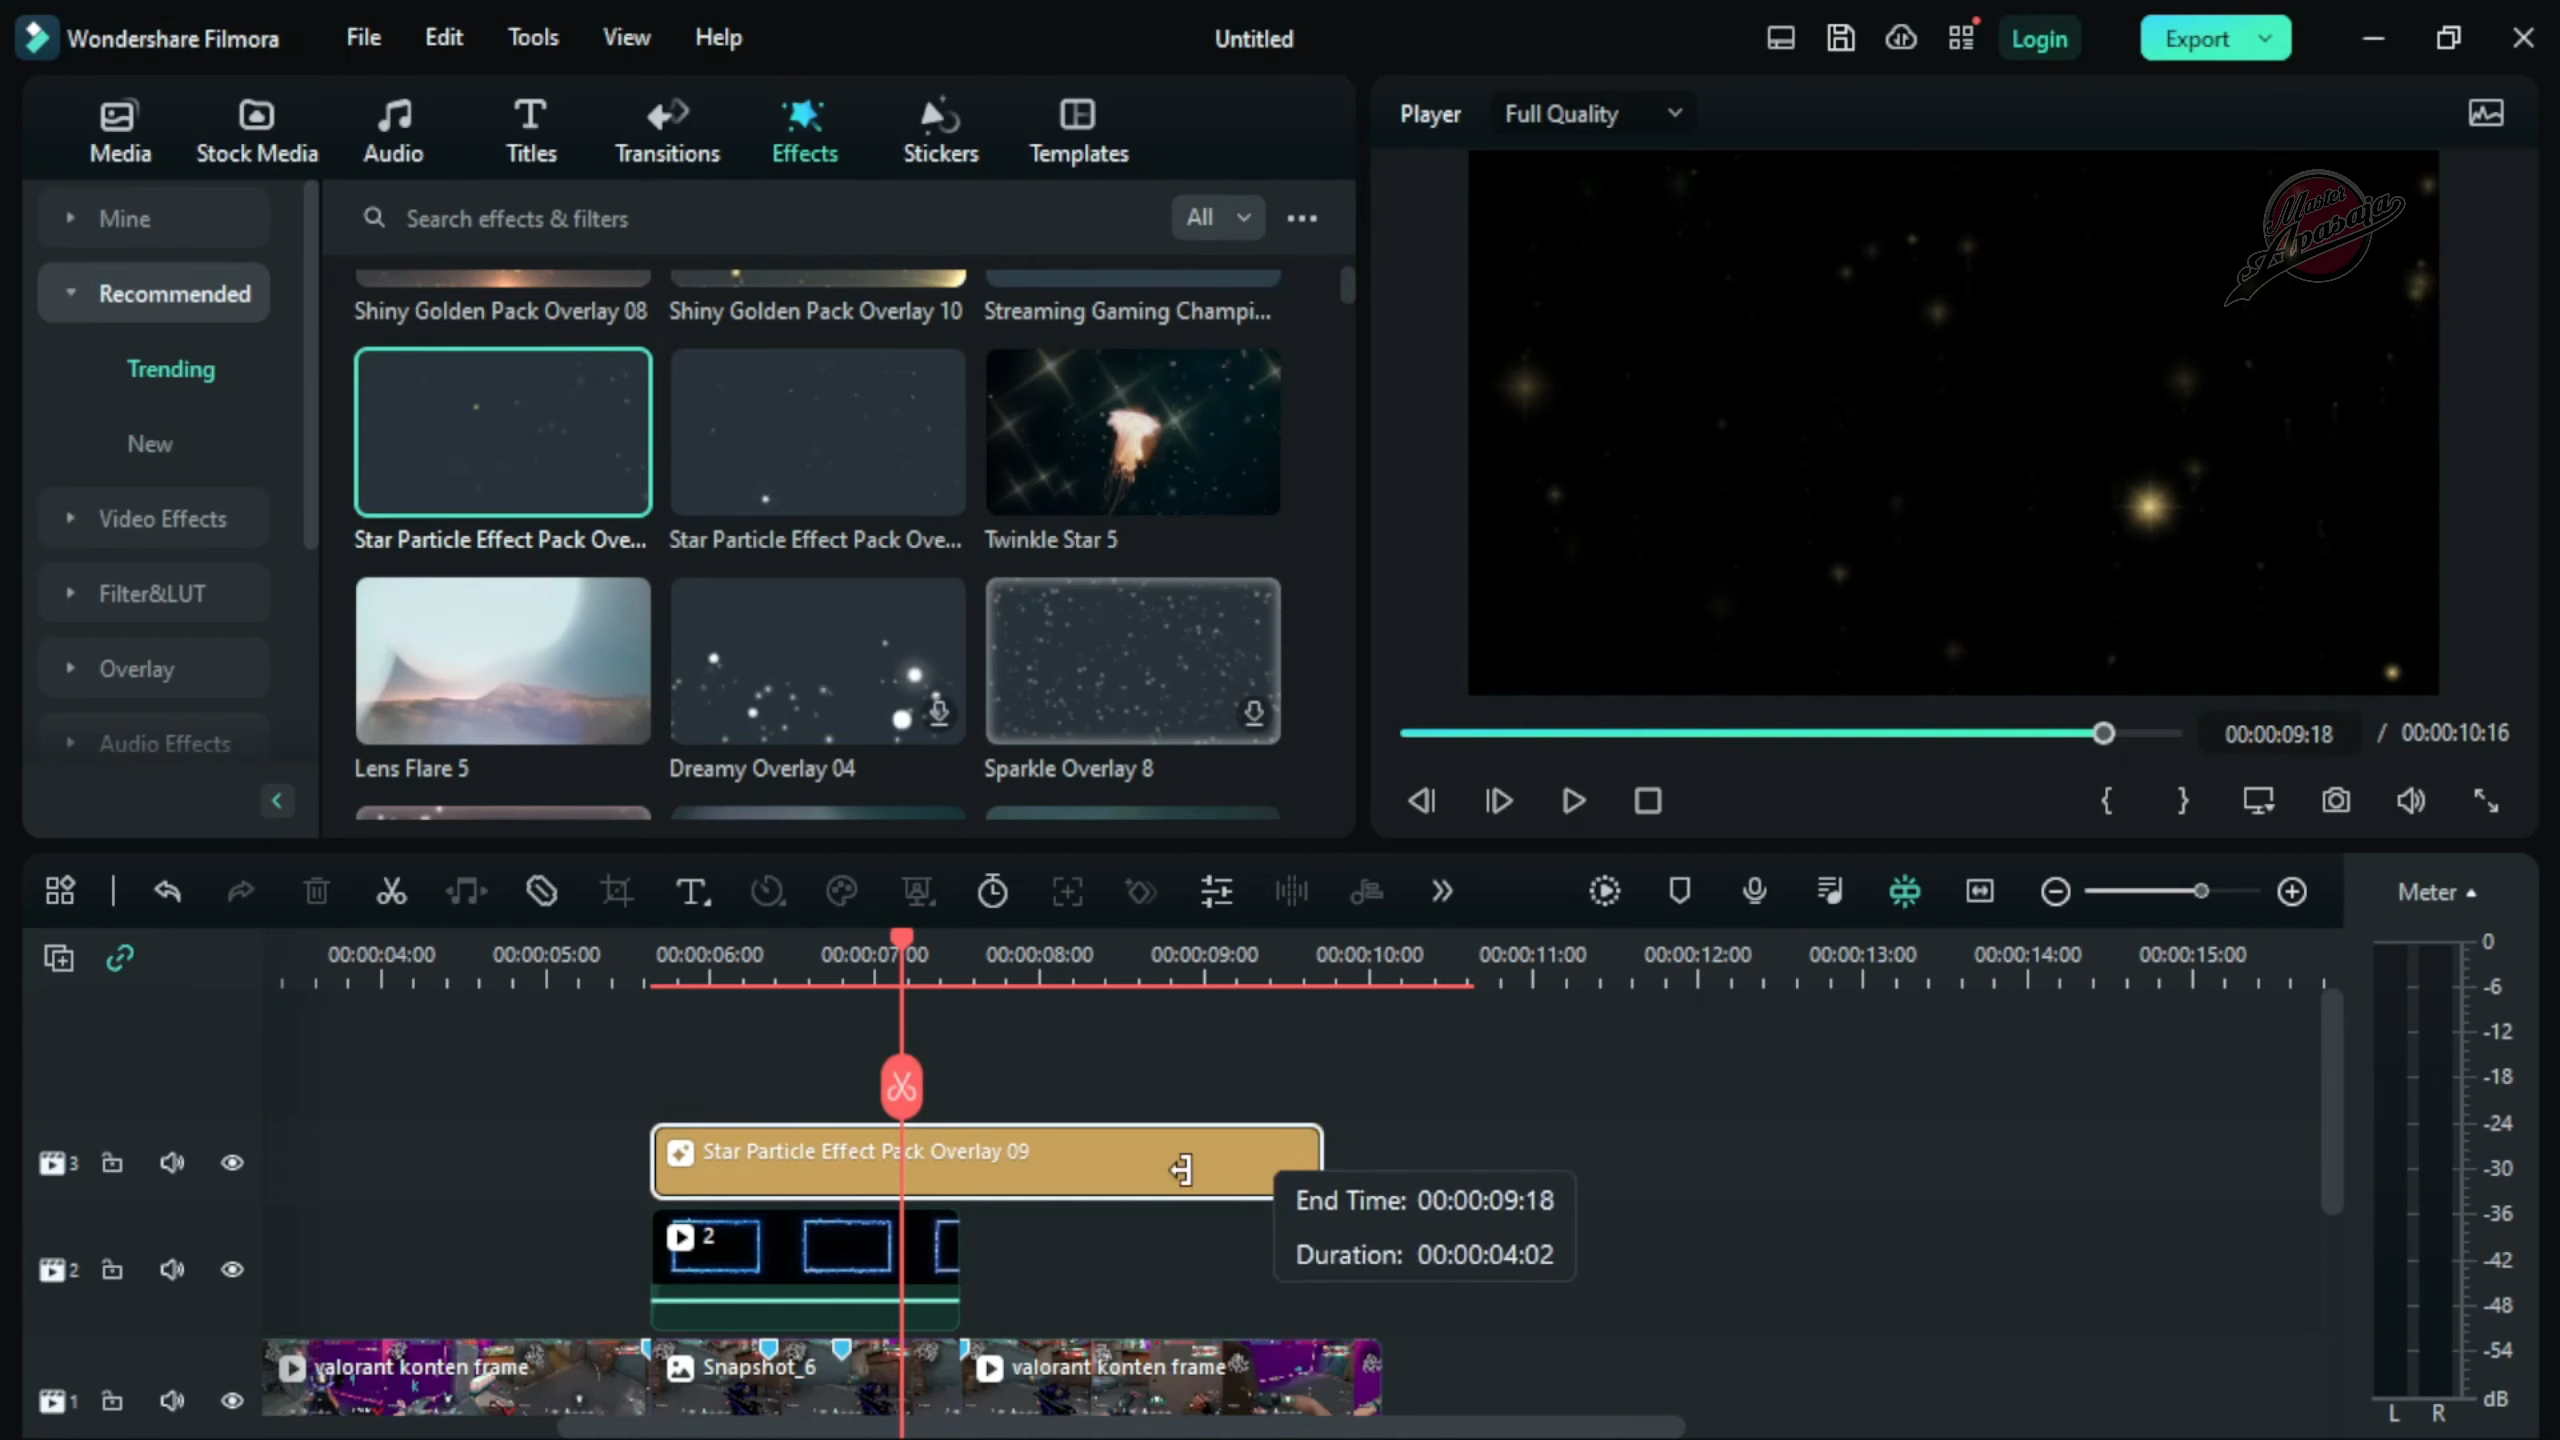 Wondershare Filmora
File Edit Tools View Help
Untitled
Login
Export
Media
Stock Media
Audio
Titles
Transitions
Effects
Stickers
Templates
Player
Full Quality
Mine
Recommended
Trending
New
Video Effects
Filter&LUT
Overlay
Audio Effects
Search effects & filters
All
Shiny Golden Pack Overlay 08
Shiny Golden Pack Overlay 10
Streaming Gaming Champi...
Star Particle Effect Pack Ove...
Star Particle Effect Pack Ove...
Twinkle Star 5
Lens Flare 5
Dreamy Overlay 04
Sparkle Overlay 8
Master
Apasaja
00:00:09:18 / 00:00:10:16
Meter
00:00:04:00 00:00:05:00 00:00:06:00 00:00:07:00 00:00:08:00 00:00:09:00 00:00:10:00 00:00:11:00 00:00:12:00 00:00:13:00 00:00:14:00 00:00:15:00
3
Star Particle Effect Pack Overlay 09
End Time: 00:00:09:18
Duration: 00:00:04:02
2
2
1
valorant konten frame
Snapshot_6
valorant konten frame
0
-6
-12
-18
-24
-30
-36
-42
-48
-54
dB
L R